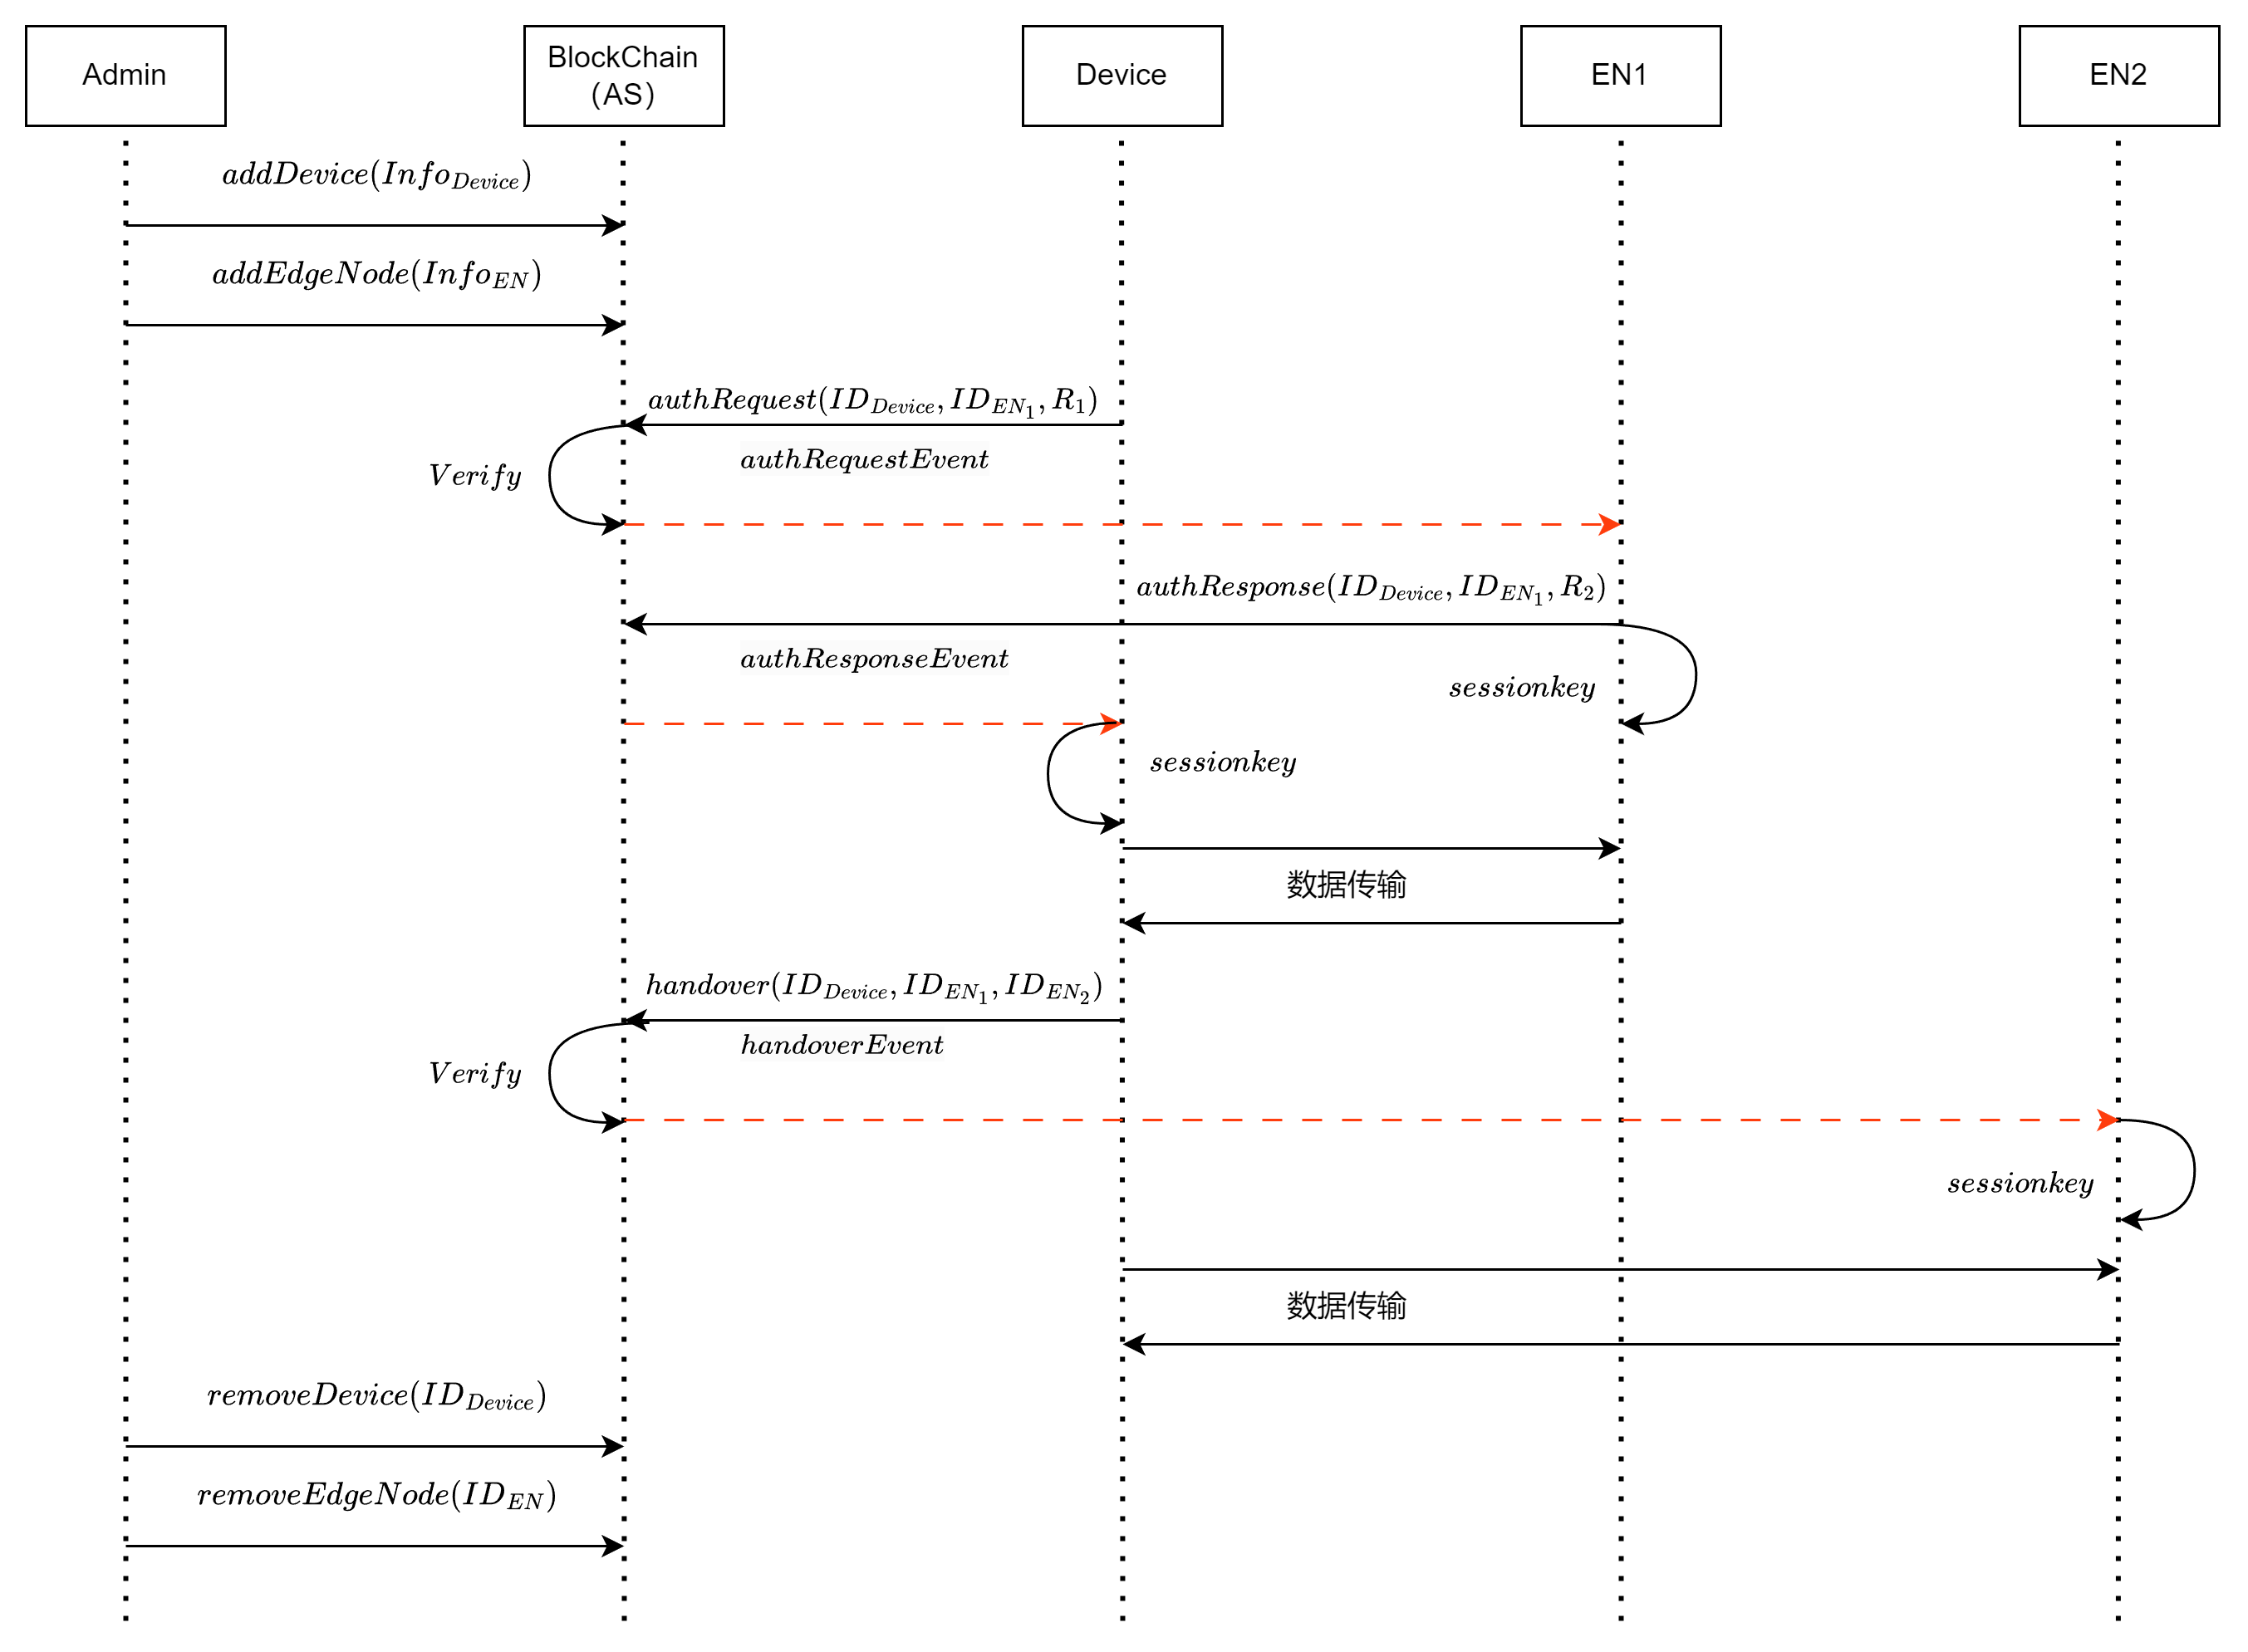 Admin
BlockChain
(AS)
Device
EN1
EN2
addDevice(Info_{Device})
addEdgeNode(Info_{EN})
authRequest(ID_{Device}, ID_{EN_1}, R_1)
authRequestEvent
Verify
authResponse(ID_{Device}, ID_{EN_1}, R_2)
authResponseEvent
sessionkey
sessionkey
数据传输
handover(ID_{Device}, ID_{EN_1}, ID_{EN_2})
handoverEvent
Verify
sessionkey
数据传输
removeDevice(ID_{Device})
removeEdgeNode(ID_{EN})